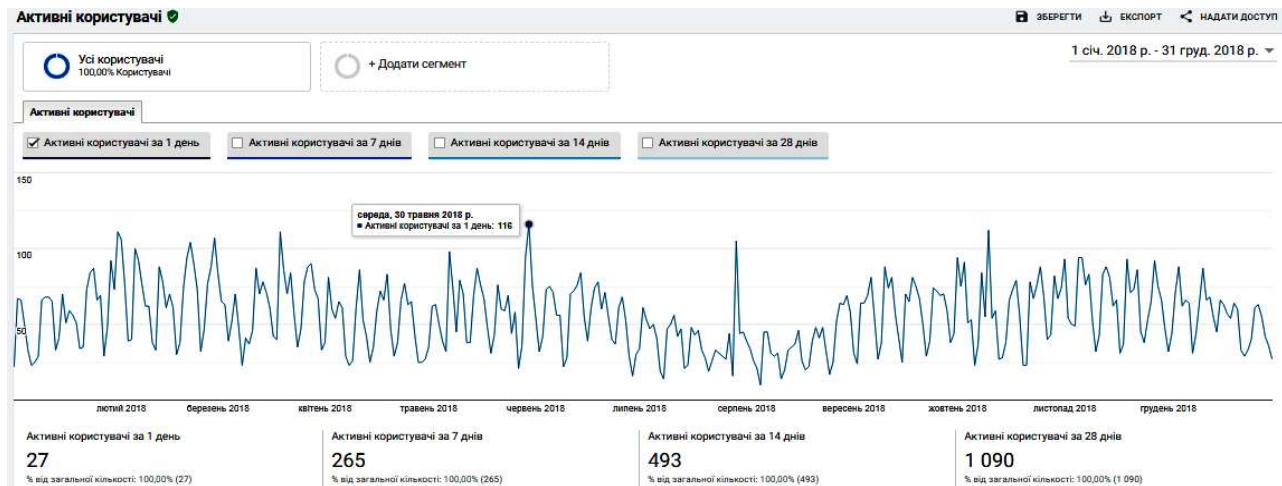 Активні користувачі
ЗБЕРЕГТИ ЕКСПОРТ НАДАТИ ДОСТУП
Усі користувачі
100,00% Користувачі
+ Додати сегмент
1 січ. 2018 р. - 31 груд. 2018 р.
Активні користувачі
Активні користувачі за 1 день Активні користувачі за 7 днів Активні користувачі за 14 днів Активні користувачі за 28 днів
150
середа, 30 травня 2018 р.
Активні користувачі за 1 день: 116
100
50
лютий 2018 березень 2018 квітень 2018 травень 2018 червень 2018 липень 2018 серпень 2018 вересень 2018 жовтень 2018 листопад 2018 грудень 2018
Активні користувачі за 1 день Активні користувачі за 7 днів Активні користувачі за 14 днів Активні користувачі за 28 днів
27 265 493 1 090
% від загальної кількості: 100,00% (27) % від загальної кількості: 100,00% (265) % від загальної кількості: 100,00% (493) % від загальної кількості: 100,00% (1 090)